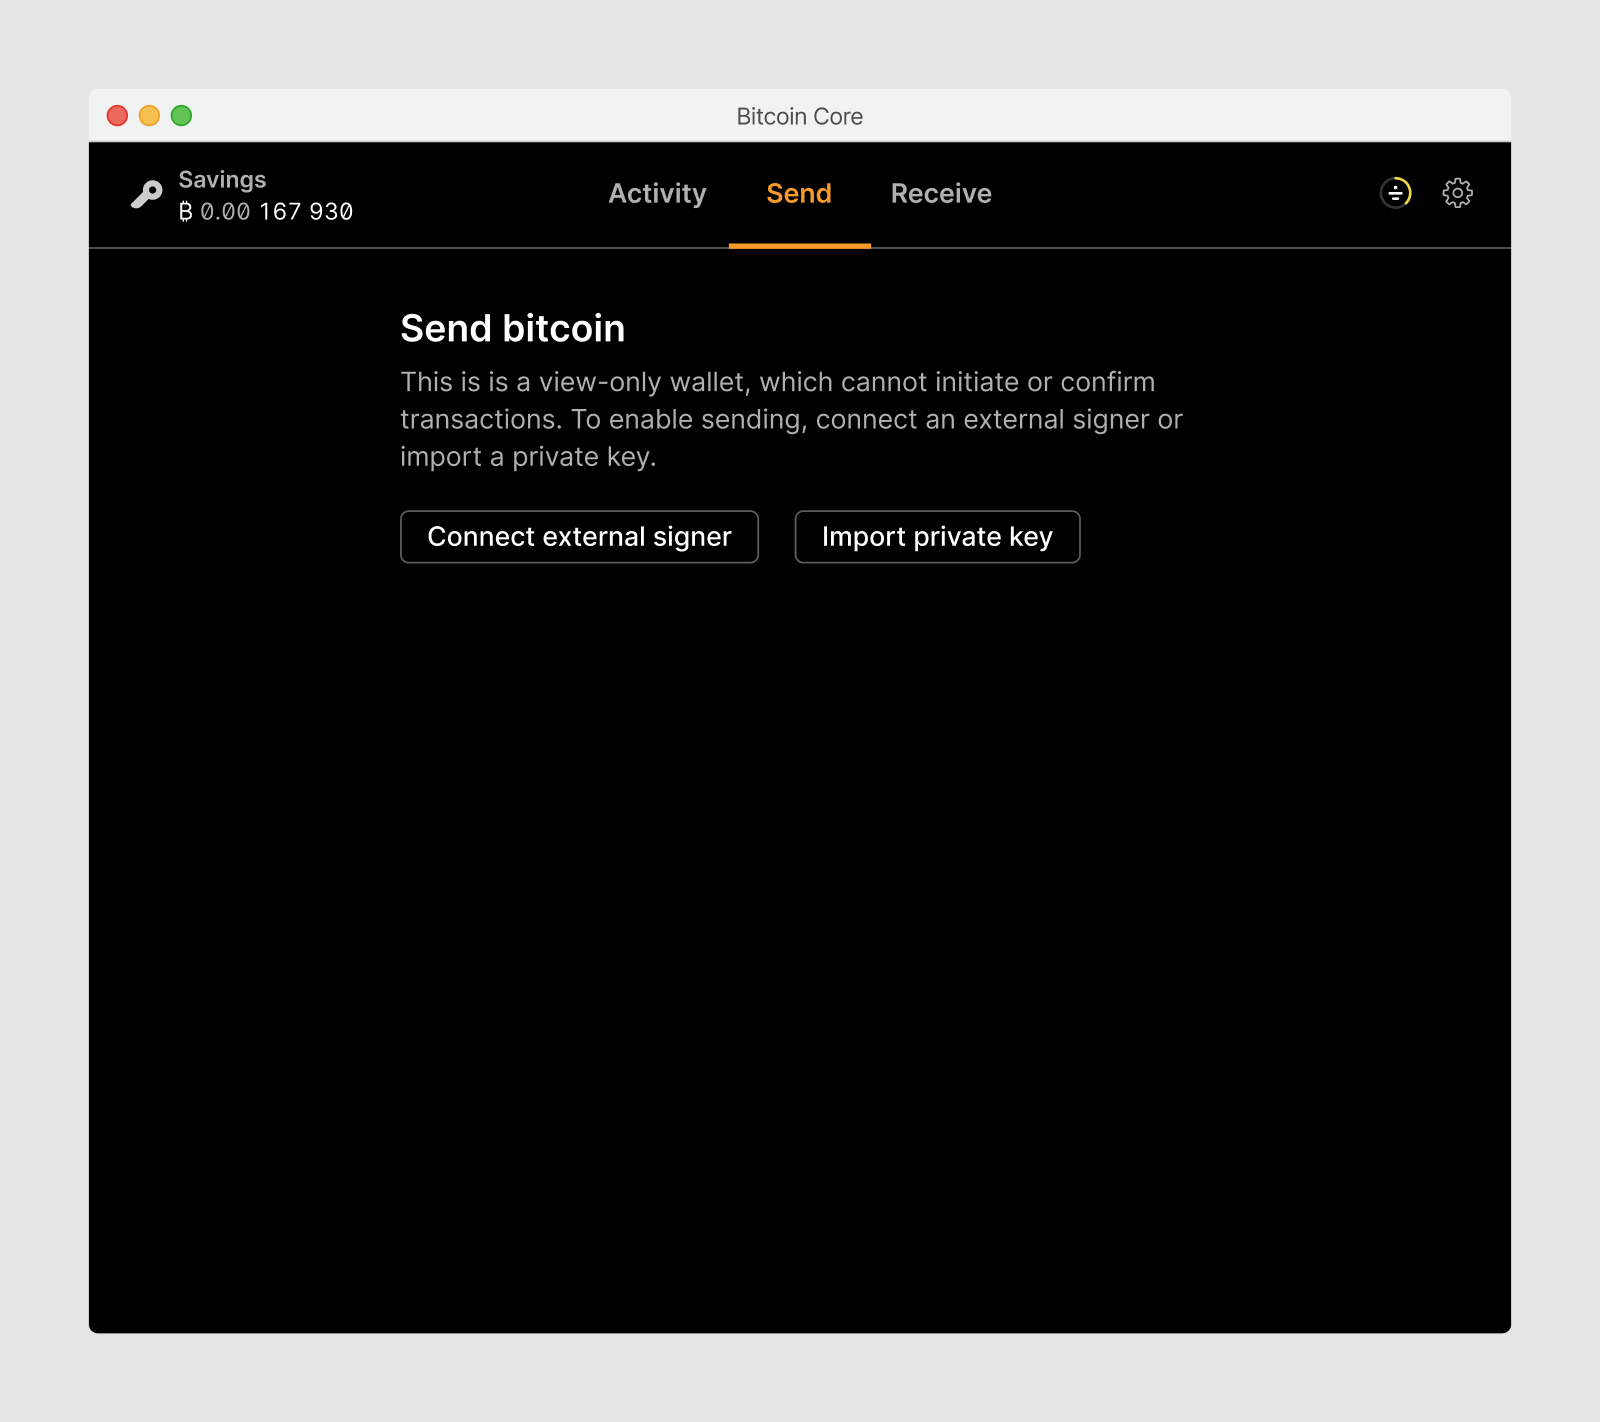 Bitcoin Core
Savings
₿ 0.00 167 930
Activity
Send
Receive
Send bitcoin
This is is a view-only wallet, which cannot initiate or confirm
transactions. To enable sending, connect an external signer or
import a private key.
Connect external signer
Import private key